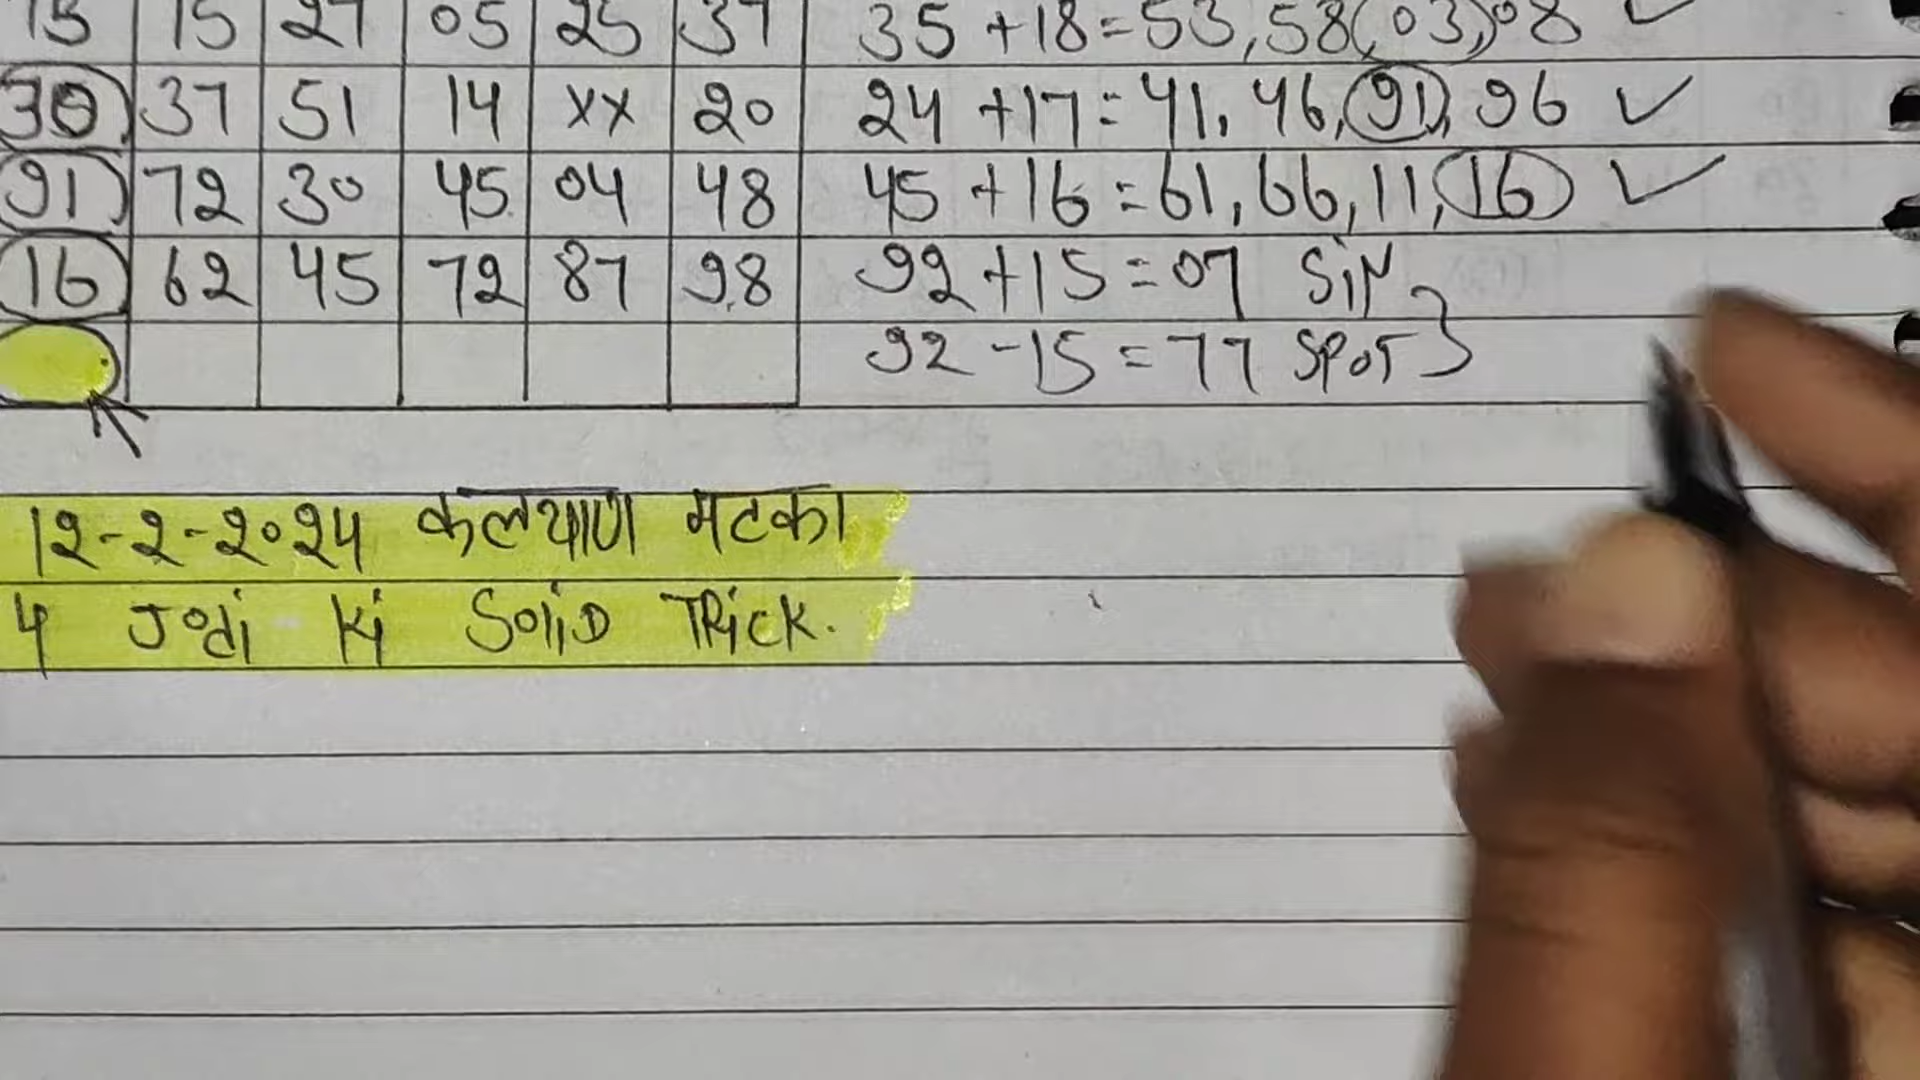 15 15 27 05 25 37 35 +18=53,58(,03,)08 ✓
30 37 51 14 XX 20 24 +17=41,46,91,96 ✓
91 72 30 45 04 48 45 +16=61,66,11,16 ✓
16 62 45 72 87 98 92+15=07 SiN
92-15=77 SPOT
12-2-2024 कल्याण मटका
4 Jodi Ki SoliD TRicK.